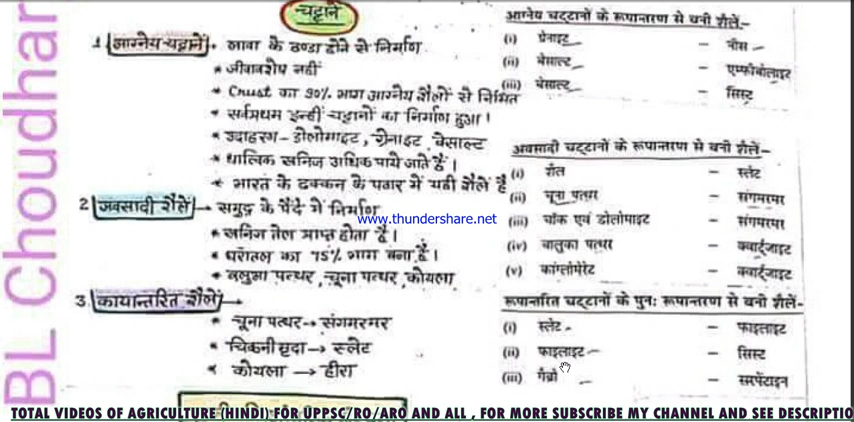 BL Choudhar
चट्टानें
1 आग्नेय चट्टानें → लावा के ठण्डा होने से निर्माण
* जीवावशेष नहीं
* Crust का 90% भाग आग्नेय शैलों से निर्मित
* सर्वप्रथम इन्हीं चट्टानों का निर्माण हुआ।
* उदाहरण - डोलोमाइट, ग्रेनाइट, बेसाल्ट
* धात्विक खनिज अधिक पाये जाते हैं।
* भारत के दक्कन के पठार में यही शैलें हैं
2 अवसादी शैलें → समुद्र के पैंदे में निर्माण
www.thundershare.net
* खनिज तेल प्राप्त होता है।
* धरातल का 75% भाग बना है।
* बलुआ पत्थर, चूना पत्थर, कोयला
3. कायान्तरित शैलें →
* चूना पत्थर → संगमरमर
* चिकनी मृदा → स्लेट
* कोयला → हीरा
आग्नेय चट्टानों के रूपान्तरण से बनी शैलें-
(i) ग्रेनाइट – नीस
(ii) बेसाल्ट – एम्फीबोलाइट
(iii) बेसाल्ट – सिस्ट
अवसादी चट्टानों के रूपान्तरण से बनी शैलें-
(i) शैल – स्लेट
(ii) चूना पत्थर – संगमरमर
(iii) चॉक एवं डोलोमाइट – संगमरमर
(iv) बालुका पत्थर – क्वार्ट्जाइट
(v) कांग्लोमेरेट – क्वार्ट्जाइट
रूपान्तरित चट्टानों के पुनः रूपान्तरण से बनी शैलें-
(i) स्लेट – फाइलाइट
(ii) फाइलाइट – सिस्ट
(iii) गैब्रो – सरपेंटाइन
TOTAL VIDEOS OF AGRICULTURE (HINDI) FOR UPPSC/RO/ARO AND ALL , FOR MORE SUBSCRIBE MY CHANNEL AND SEE DESCRIPTIO